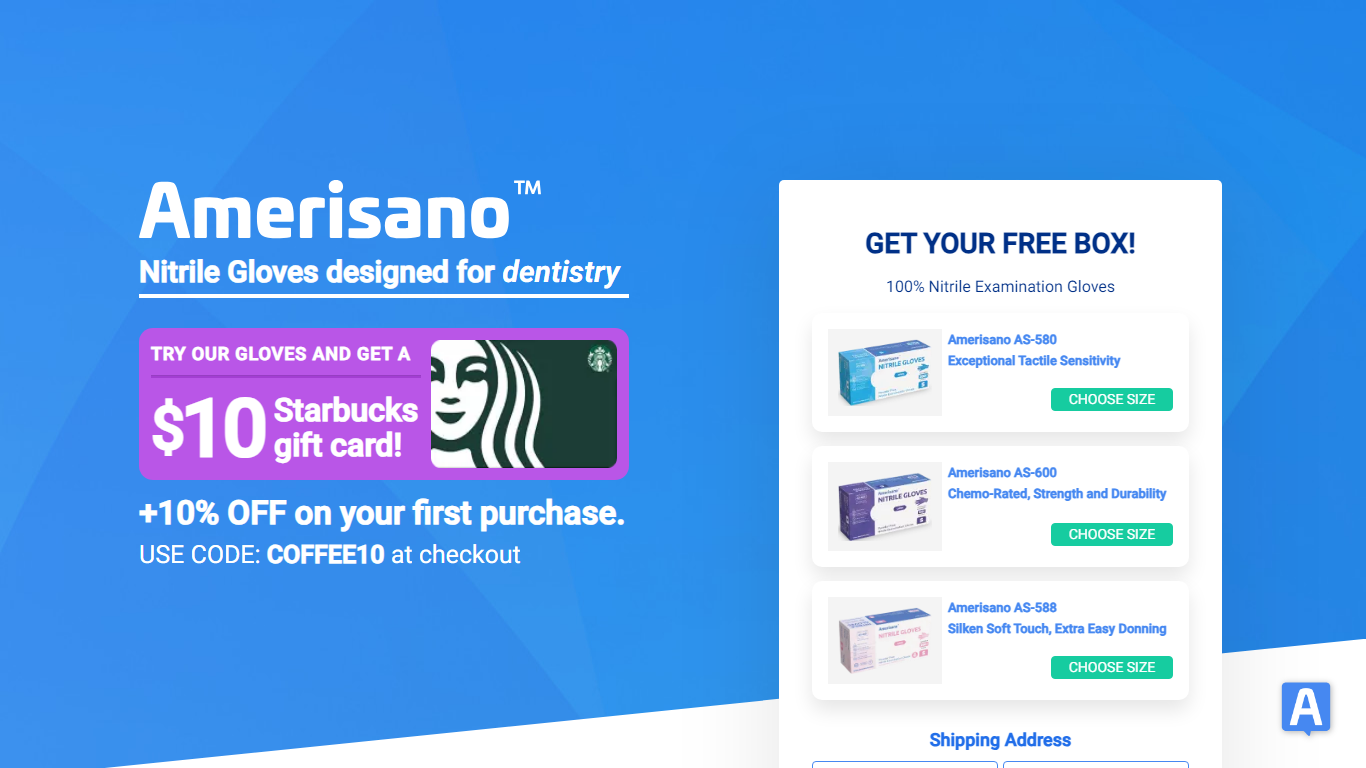 Amerisano™
Nitrile Gloves designed for dentistry
TRY OUR GLOVES AND GET A
$10 Starbucks
gift card!
+10% OFF on your first purchase.
USE CODE: COFFEE10 at checkout
GET YOUR FREE BOX!
100% Nitrile Examination Gloves
Amerisano
NITRILE GLOVES
Amerisano AS-580
Exceptional Tactile Sensitivity
CHOOSE SIZE
Amerisano
NITRILE GLOVES
Amerisano AS-600
Chemo-Rated, Strength and Durability
CHOOSE SIZE
Amerisano
NITRILE GLOVES
Amerisano AS-588
Silken Soft Touch, Extra Easy Donning
CHOOSE SIZE
Shipping Address
A